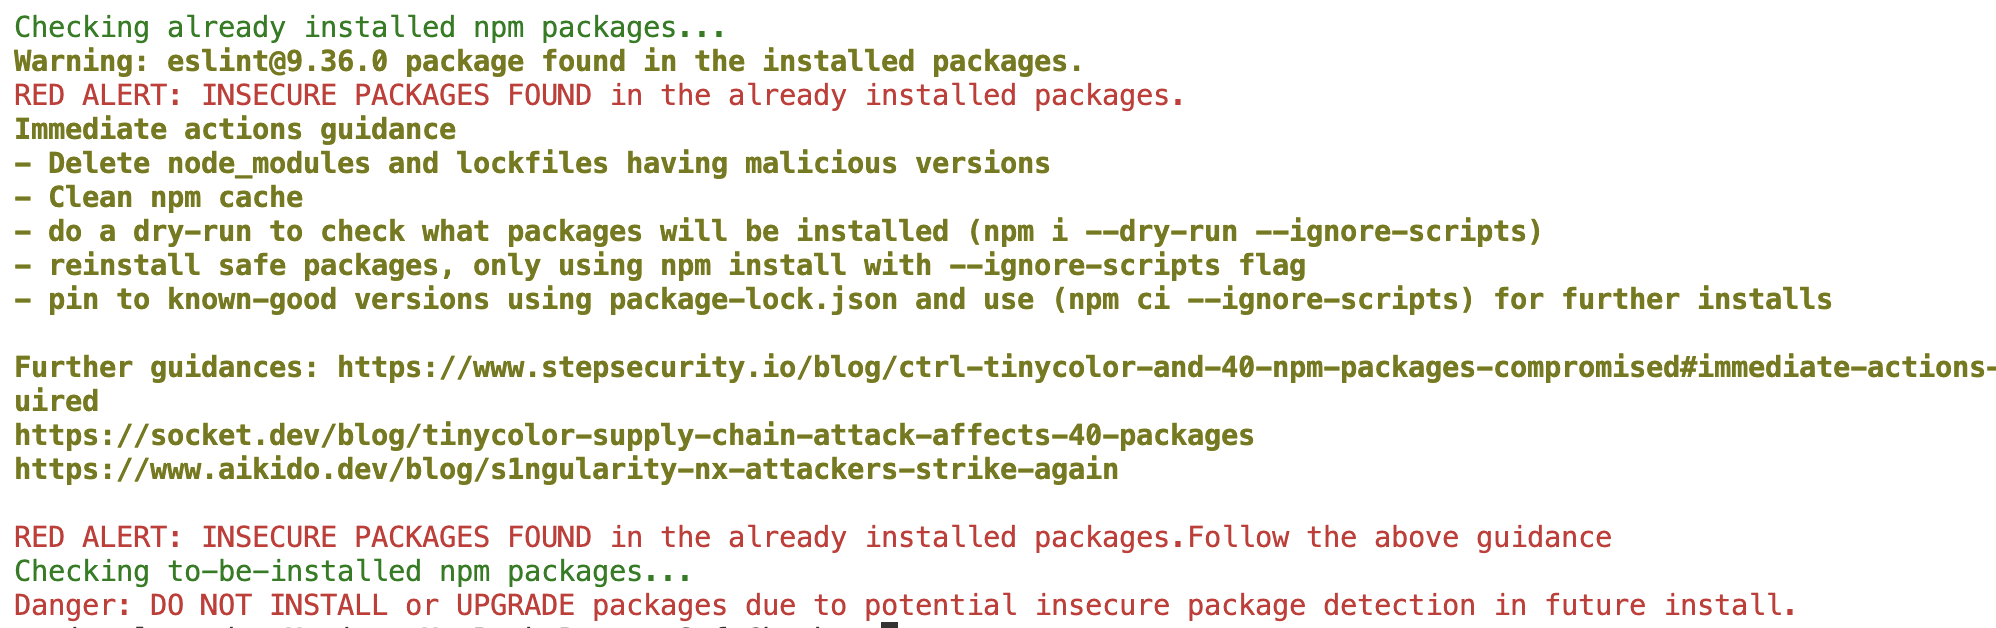 Checking already installed npm packages...
Warning: eslint@9.36.0 package found in the installed packages.
RED ALERT: INSECURE PACKAGES FOUND in the already installed packages.
Immediate actions guidance
- Delete node_modules and lockfiles having malicious versions
- Clean npm cache
- do a dry-run to check what packages will be installed (npm i --dry-run --ignore-scripts)
- reinstall safe packages, only using npm install with --ignore-scripts flag
- pin to known-good versions using package-lock.json and use (npm ci --ignore-scripts) for further installs
Further guidances: https://www.stepsecurity.io/blog/ctrl-tinycolor-and-40-npm-packages-compromised#immediate-actions-
uired
https://socket.dev/blog/tinycolor-supply-chain-attack-affects-40-packages
https://www.aikido.dev/blog/s1ngularity-nx-attackers-strike-again
RED ALERT: INSECURE PACKAGES FOUND in the already installed packages.Follow the above guidance
Checking to-be-installed npm packages...
Danger: DO NOT INSTALL or UPGRADE packages due to potential insecure package detection in future install.